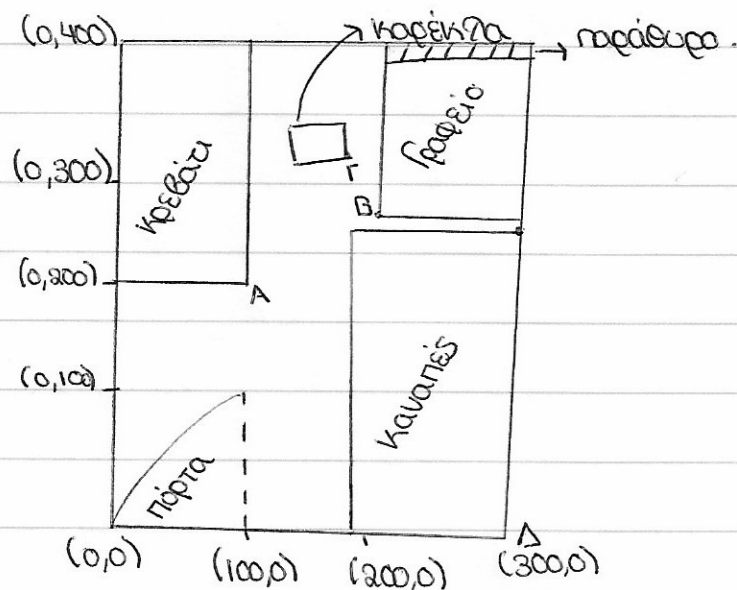 (0,400)
καρέκλα
παράθυρο.
Γραφείο
(0,300)
κρεβάτι
Γ
Β
(0,200)
Α
(0,100)
καναπές
πόρτα
Δ
(0,0)
(100,0)
(200,0)
(300,0)